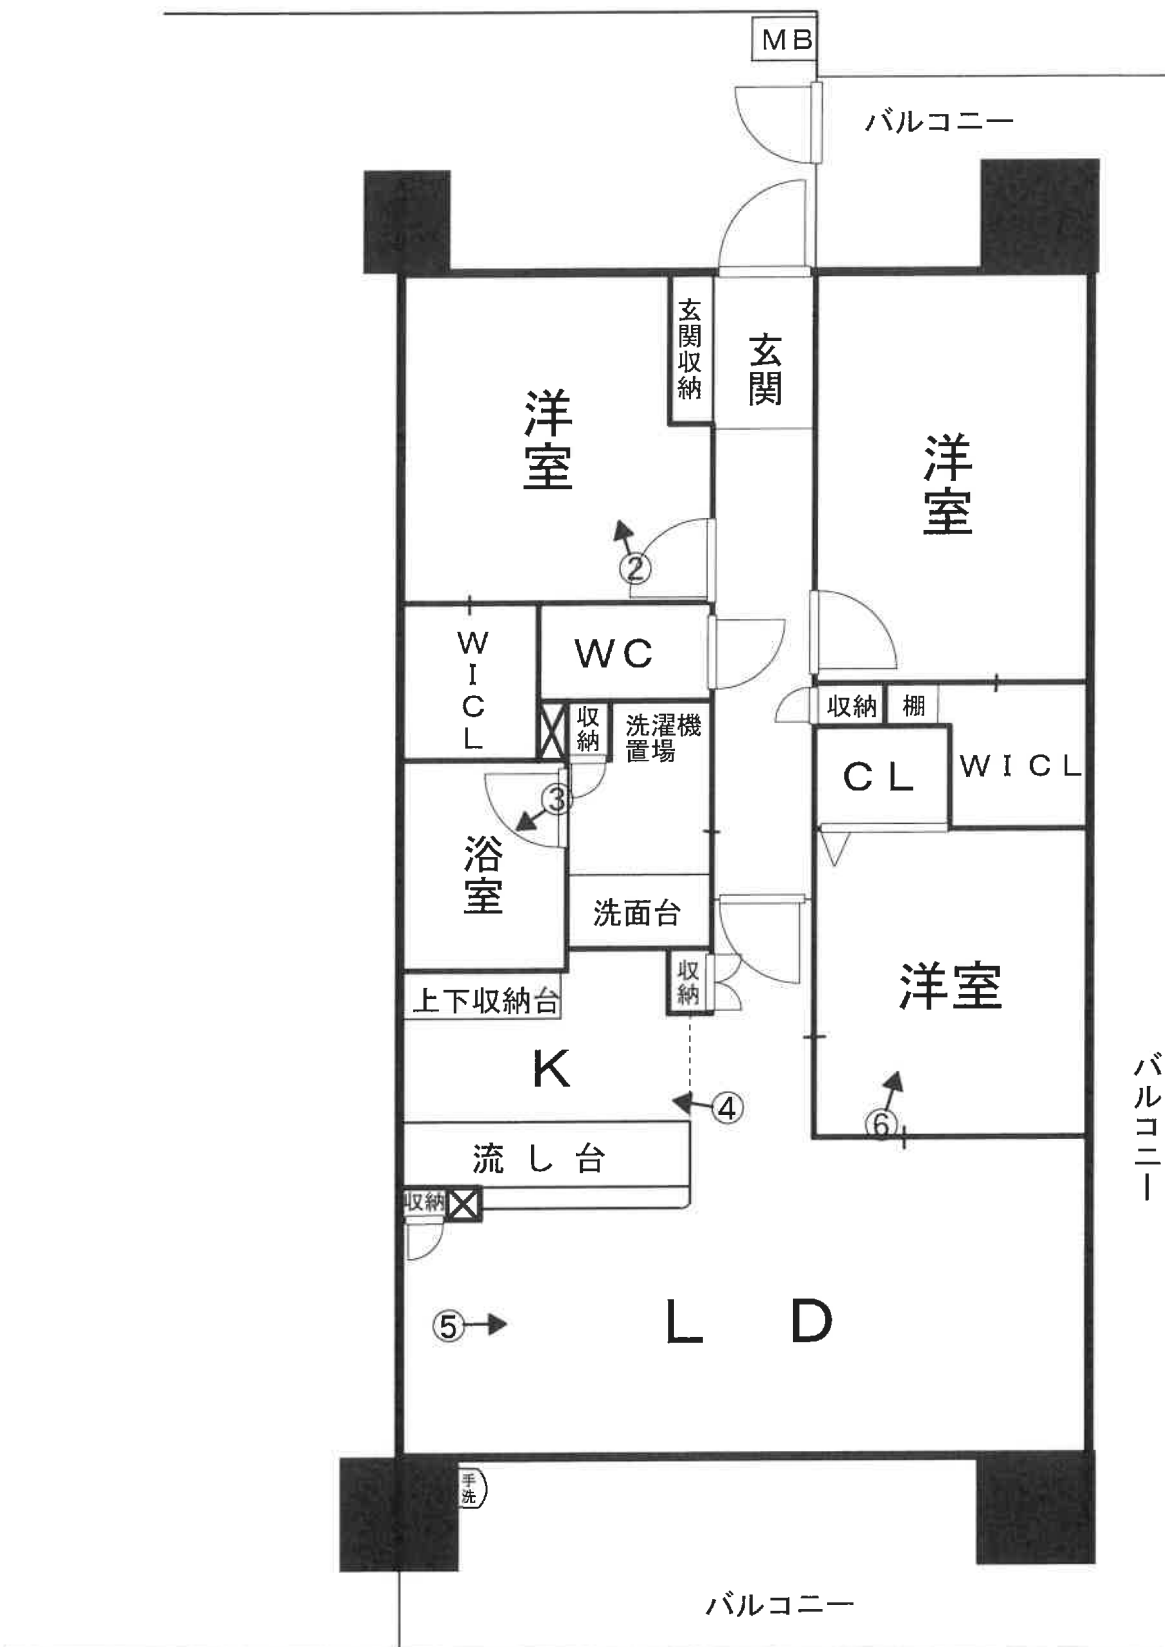 MB
バルコニー
玄関収納
玄関
洋室
洋室
②
WICL
WC
収納
洗濯機
置場
収納
棚
CL
WICL
③
浴室
洗面台
収納
上下収納台
洋室
K
④
⑥
バルコニー
流し台
収納
⑤
LD
手洗
バルコニー